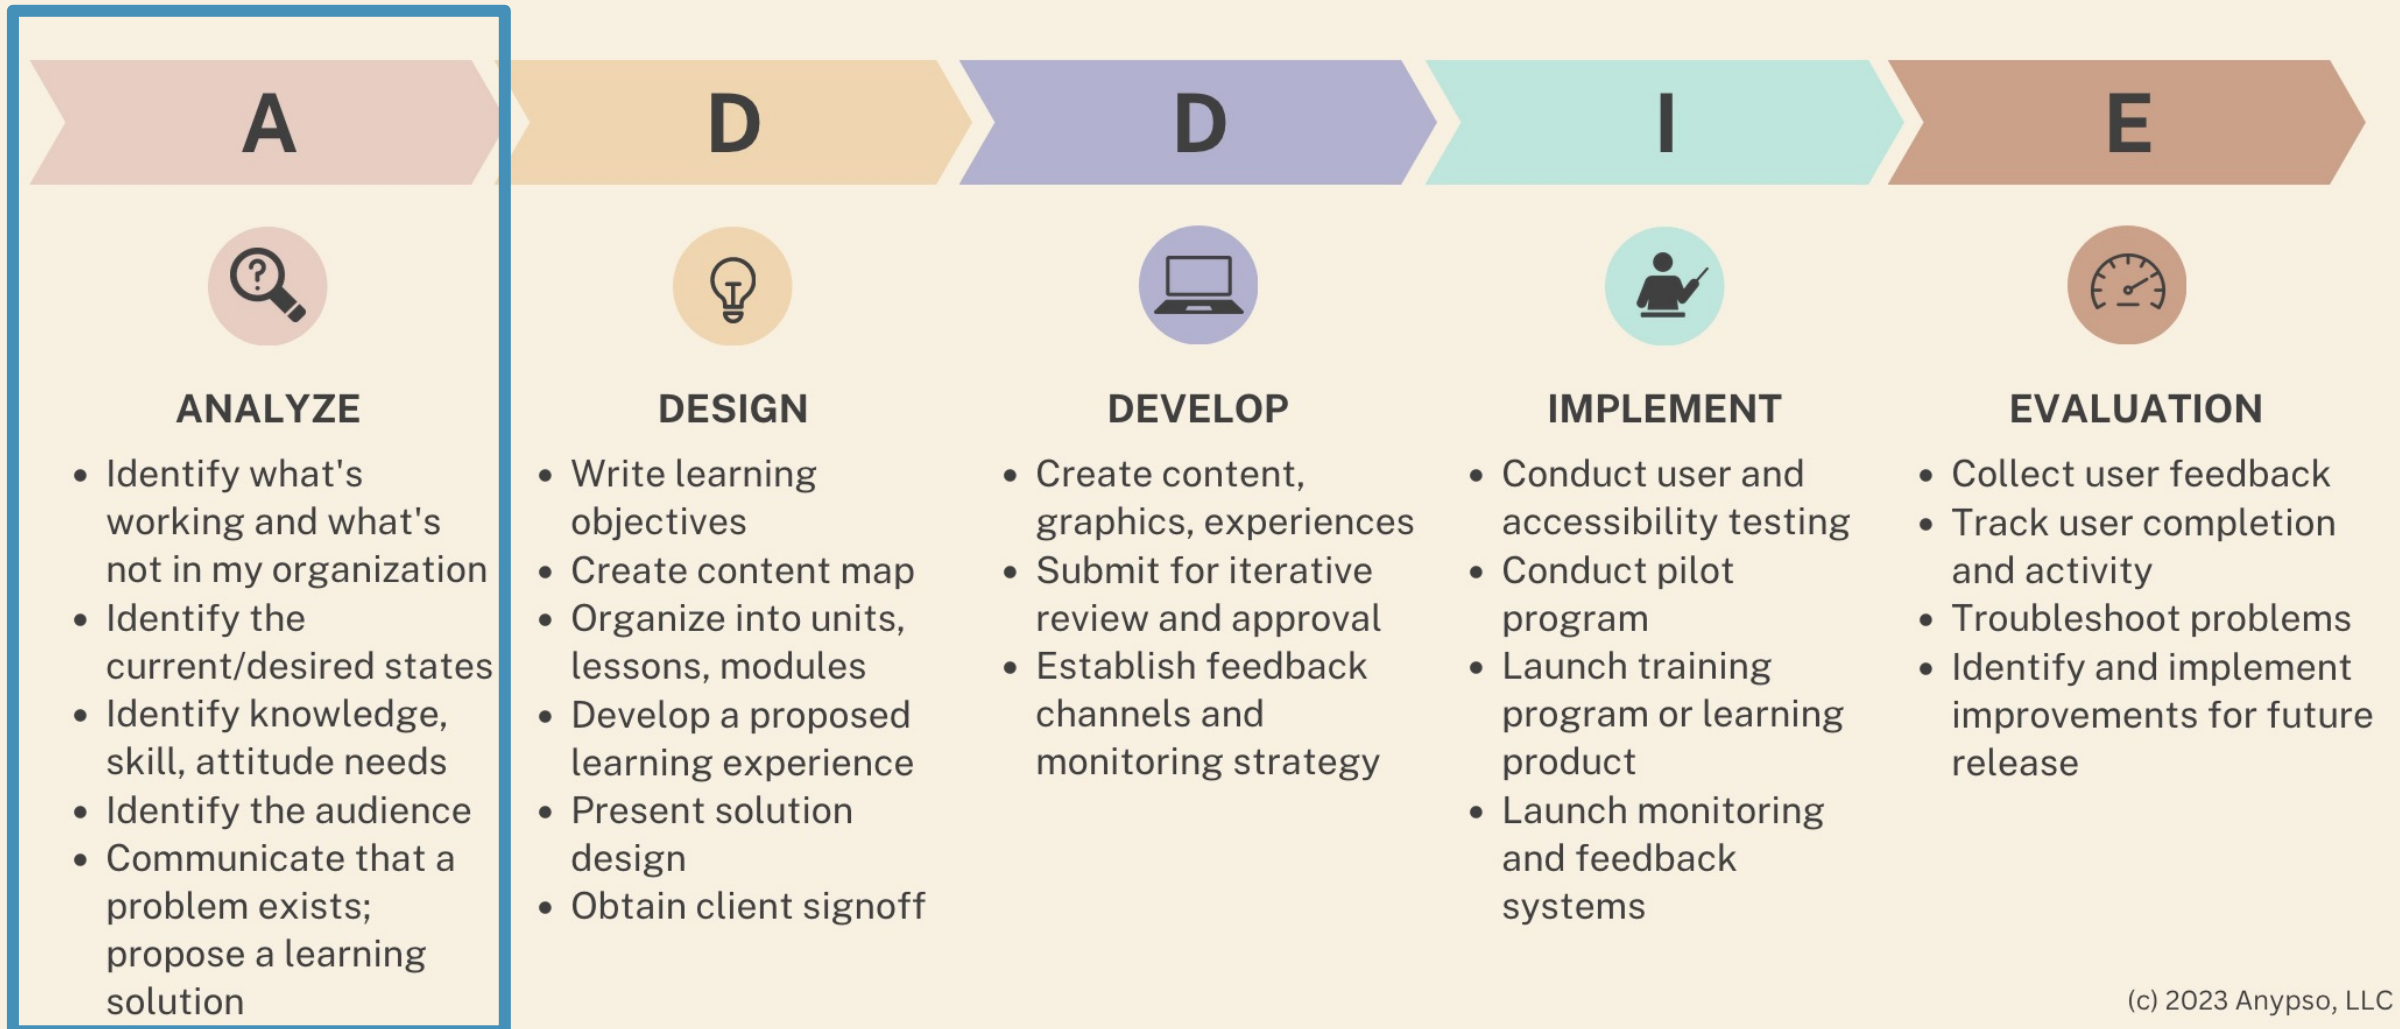 A
D
D
I
E
?
ANALYZE
• Identify what's
working and what's
not in my organization
• Identify the
current/desired states
• Identify knowledge,
skill, attitude needs
• Identify the audience
• Communicate that a
problem exists;
propose a learning
solution
DESIGN
• Write learning
objectives
• Create content map
• Organize into units,
lessons, modules
• Develop a proposed
learning experience
• Present solution
design
• Obtain client signoff
DEVELOP
• Create content,
graphics, experiences
• Submit for iterative
review and approval
• Establish feedback
channels and
monitoring strategy
IMPLEMENT
• Conduct user and
accessibility testing
• Conduct pilot
program
• Launch training
program or learning
product
• Launch monitoring
and feedback
systems
EVALUATION
• Collect user feedback
• Track user completion
and activity
• Troubleshoot problems
• Identify and implement
improvements for future
release
(c) 2023 Anypso, LLC